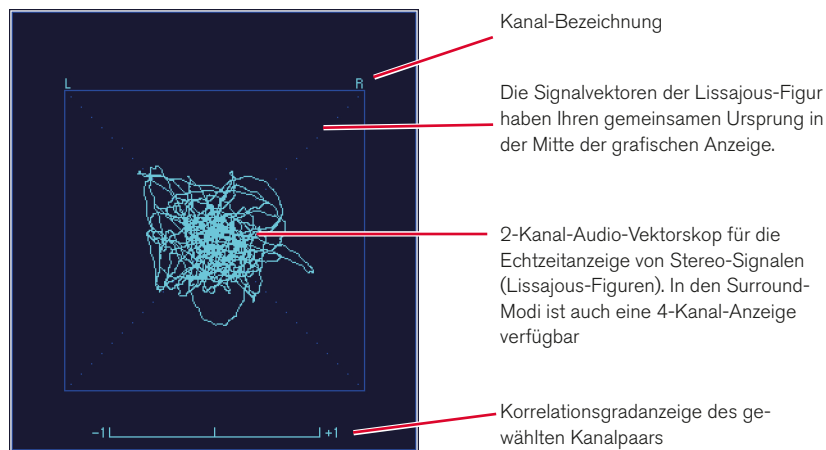 Kanal-Bezeichnung
L R
Die Signalvektoren der Lissajous-Figur
haben Ihren gemeinsamen Ursprung in
der Mitte der grafischen Anzeige.
2-Kanal-Audio-Vektorskop für die
Echtzeitanzeige von Stereo-Signalen
(Lissajous-Figuren). In den Surround-
Modi ist auch eine 4-Kanal-Anzeige
verfügbar
Korrelationsgradanzeige des ge-
wählten Kanalpaars
-1 +1